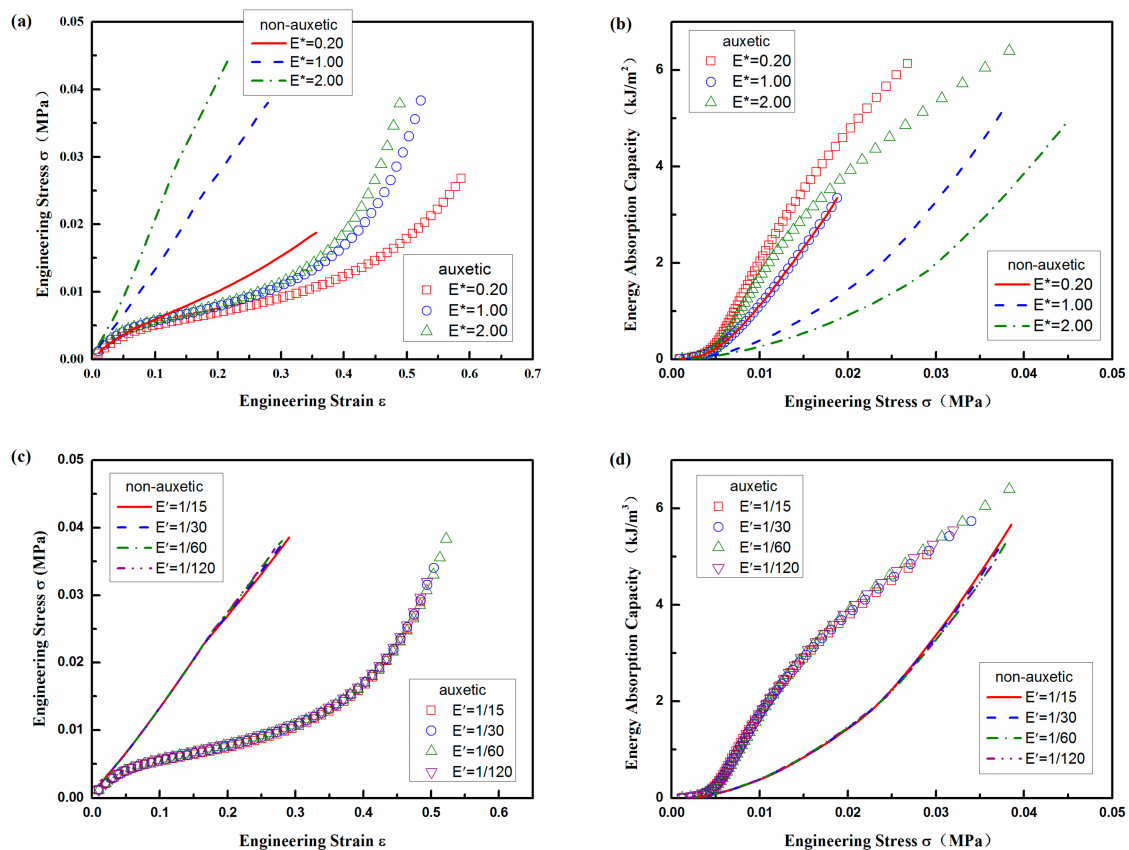 (a)
0.05
0.04
0.03
0.02
0.01
0.00
Engineering Stress σ（MPa）
non-auxetic
E*=0.20
E*=1.00
E*=2.00
auxetic
E*=0.20
E*=1.00
E*=2.00
0.0 0.1 0.2 0.3 0.4 0.5 0.6 0.7
Engineering Strain ε
(b)
6
4
2
0
Energy Absorption Capacity （kJ/m²）
auxetic
E*=0.20
E*=1.00
E*=2.00
non-auxetic
E*=0.20
E*=1.00
E*=2.00
0.00 0.01 0.02 0.03 0.04 0.05
Engineering Stress σ（MPa）
(c)
0.05
0.04
0.03
0.02
0.01
0.00
Engineering Stress σ (MPa)
non-auxetic
E′=1/15
E′=1/30
E′=1/60
E′=1/120
auxetic
E′=1/15
E′=1/30
E′=1/60
E′=1/120
0.0 0.1 0.2 0.3 0.4 0.5 0.6
Engineering Strain ε
(d)
6
4
2
0
Energy Absorption Capacity （kJ/m³）
auxetic
E′=1/15
E′=1/30
E′=1/60
E′=1/120
non-auxetic
E′=1/15
E′=1/30
E′=1/60
E′=1/120
0.00 0.01 0.02 0.03 0.04 0.05
Engineering Stress σ（MPa）